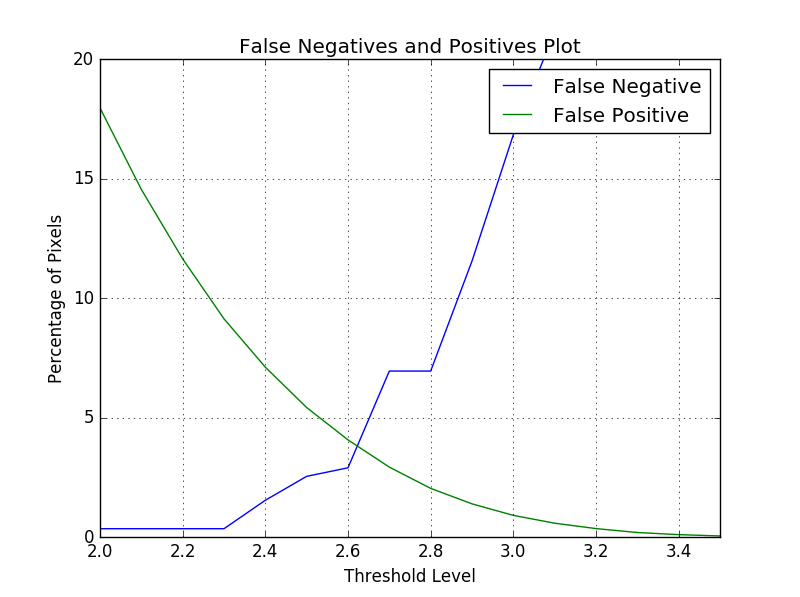 False Negatives and Positives Plot
20
15
10
5
0
Percentage of Pixels
False Negative
False Positive
2.0 2.2 2.4 2.6 2.8 3.0 3.2 3.4
Threshold Level